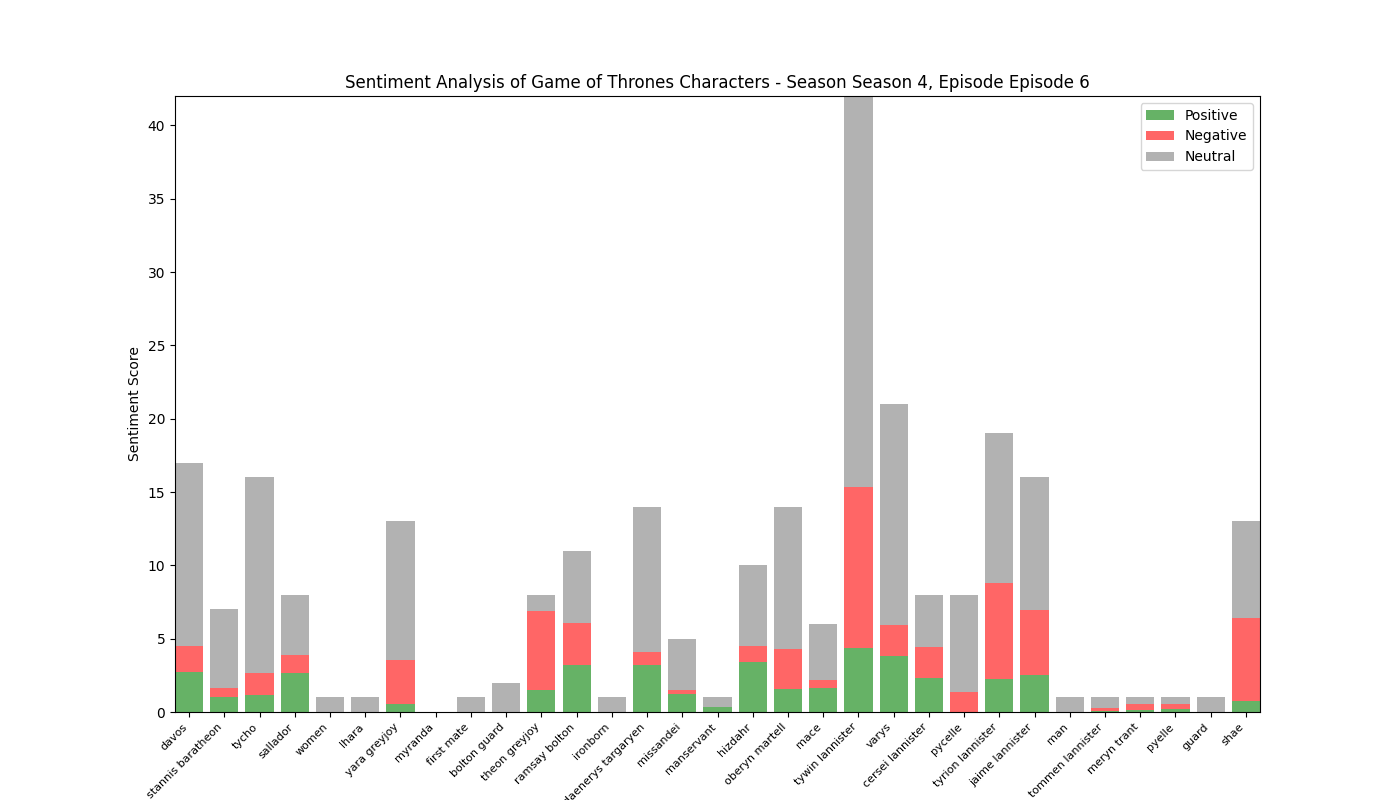 Sentiment Analysis of Game of Thrones Characters - Season Season 4, Episode Episode 6
Positive
Negative
Neutral
Sentiment Score
40
35
30
25
20
15
10
5
0
davos
stannis baratheon
tycho
sallador
women
lhara
yara greyjoy
myranda
first mate
bolton guard
theon greyjoy
ramsay bolton
ironborn
daenerys targaryen
missandei
manservant
hizdahr
oberyn martell
mace
tywin lannister
varys
cersei lannister
pycelle
tyrion lannister
jaime lannister
man
tommen lannister
meryn trant
pyelle
guard
shae